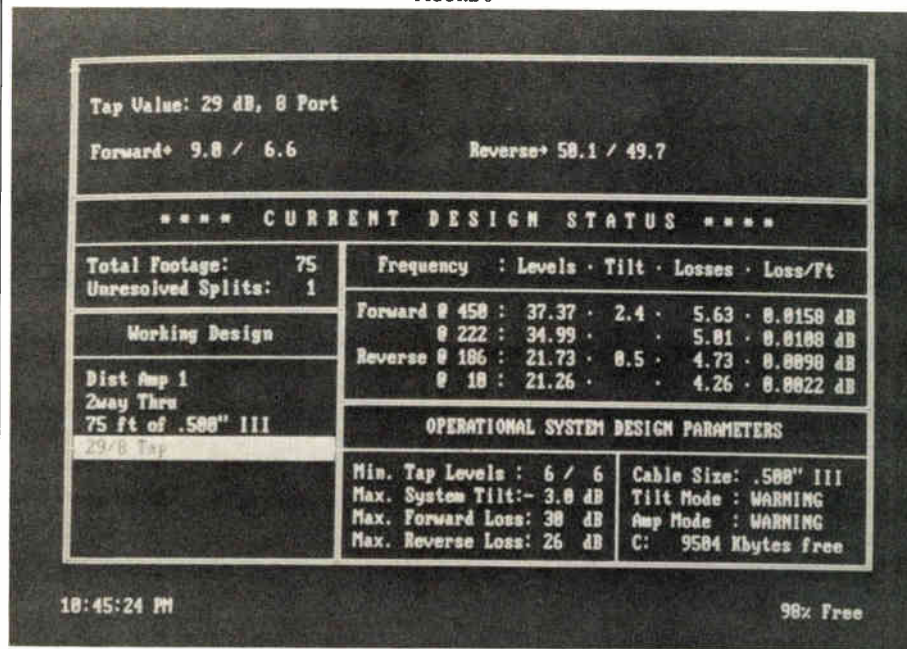 Tap Value: 29 dB, 8 Port
Forward→ 9.0 / 6.6 Reverse→ 50.1 / 49.7
**** CURRENT DESIGN STATUS ****
Total Footage: 75
Unresolved Splits: 1
Working Design
Dist Amp 1
2way Thru
75 ft of .500" III
29/8 Tap
Frequency : Levels · Tilt · Losses · Loss/Ft
Forward @ 450 : 37.37 · 2.4 · 5.63 · 0.0150 dB
@ 222 : 34.99 · · 5.01 · 0.0108 dB
Reverse @ 186 : 21.73 · 0.5 · 4.73 · 0.0098 dB
@ 10 : 21.26 · · 4.26 · 0.0022 dB
OPERATIONAL SYSTEM DESIGN PARAMETERS
Min. Tap Levels : 6 / 6
Max. System Tilt:- 3.0 dB
Max. Forward Loss: 30 dB
Max. Reverse Loss: 26 dB
Cable Size: .500" III
Tilt Mode : WARNING
Amp Mode : WARNING
C: 9504 Kbytes free
10:45:24 PM
98% Free